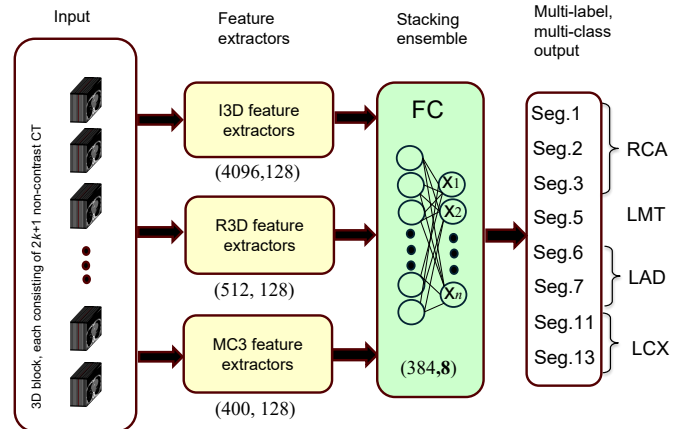 Input
Feature
extractors
Stacking
ensemble
Multi-label,
multi-class
output
3D block, each consisting of 2k+1 non-contrast CT
I3D feature
extractors
(4096,128)
R3D feature
extractors
(512, 128)
MC3 feature
extractors
(400, 128)
FC
X1
X2
Xn
(384,8)
Seg.1
Seg.2
Seg.3
Seg.5
Seg.6
Seg.7
Seg.11
Seg.13
RCA
LMT
LAD
LCX